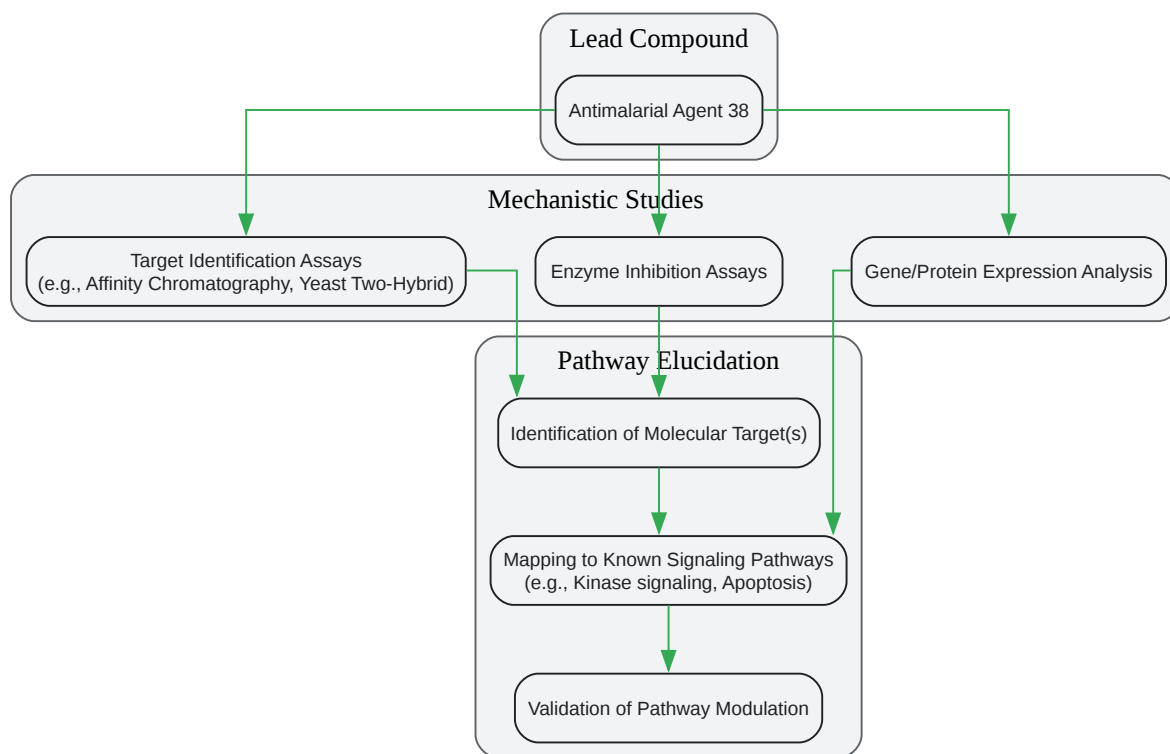 Lead Compound
Antimalarial Agent 38
Mechanistic Studies
Target Identification Assays
(e.g., Affinity Chromatography, Yeast Two-Hybrid)
Enzyme Inhibition Assays
Gene/Protein Expression Analysis
Pathway Elucidation
Identification of Molecular Target(s)
Mapping to Known Signaling Pathways
(e.g., Kinase signaling, Apoptosis)
Validation of Pathway Modulation